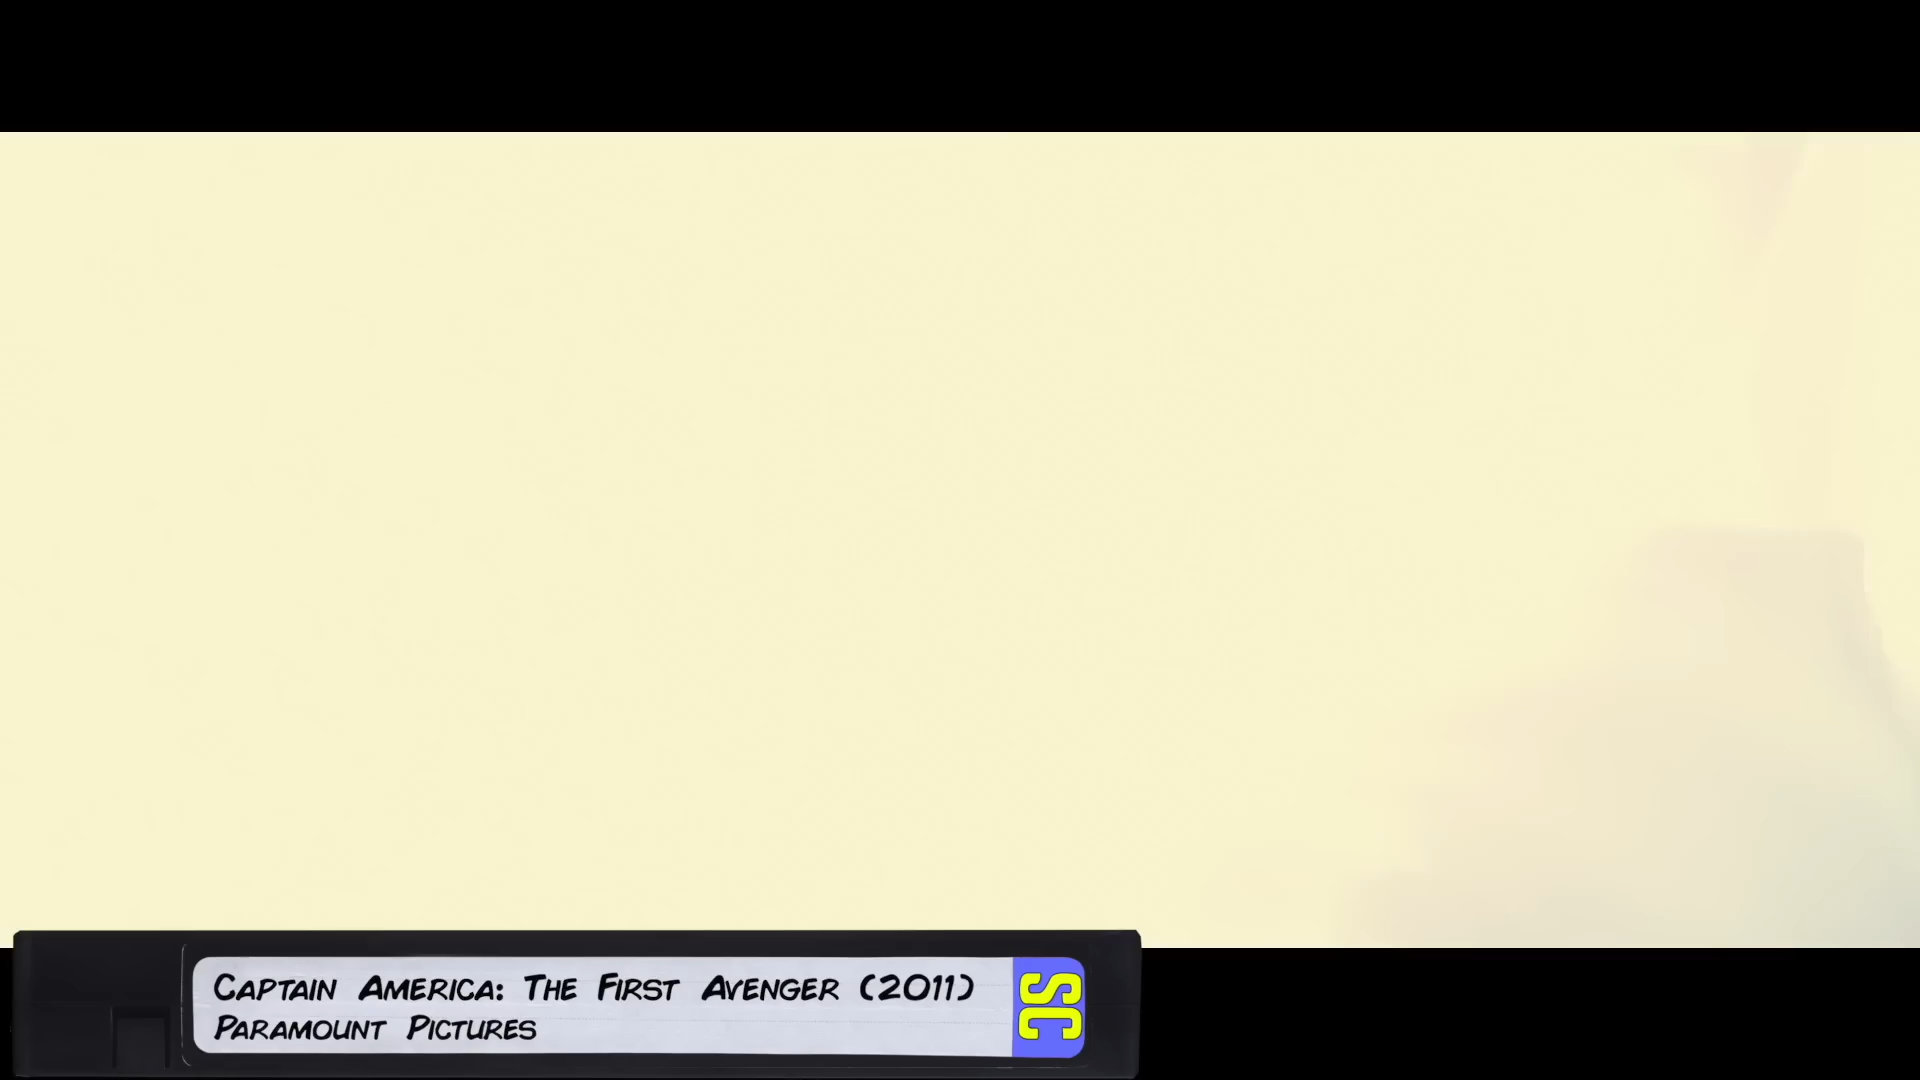 Captain America: The First Avenger (2011)
Paramount Pictures
SC